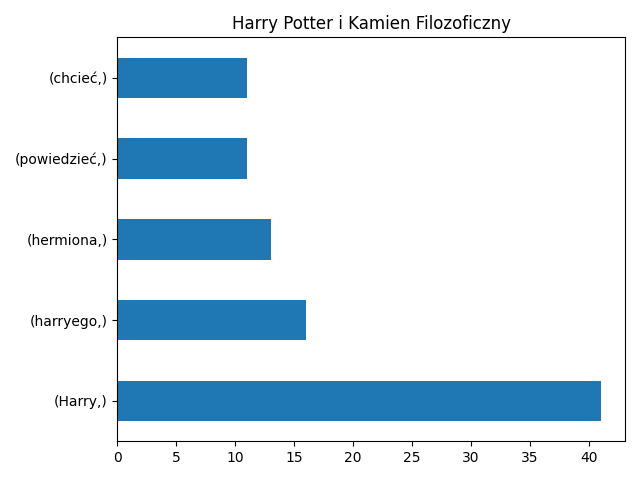 Harry Potter i Kamien Filozoficzny
(chcieć,)
(powiedzieć,)
(hermiona,)
(harryego,)
(Harry,)
0 5 10 15 20 25 30 35 40